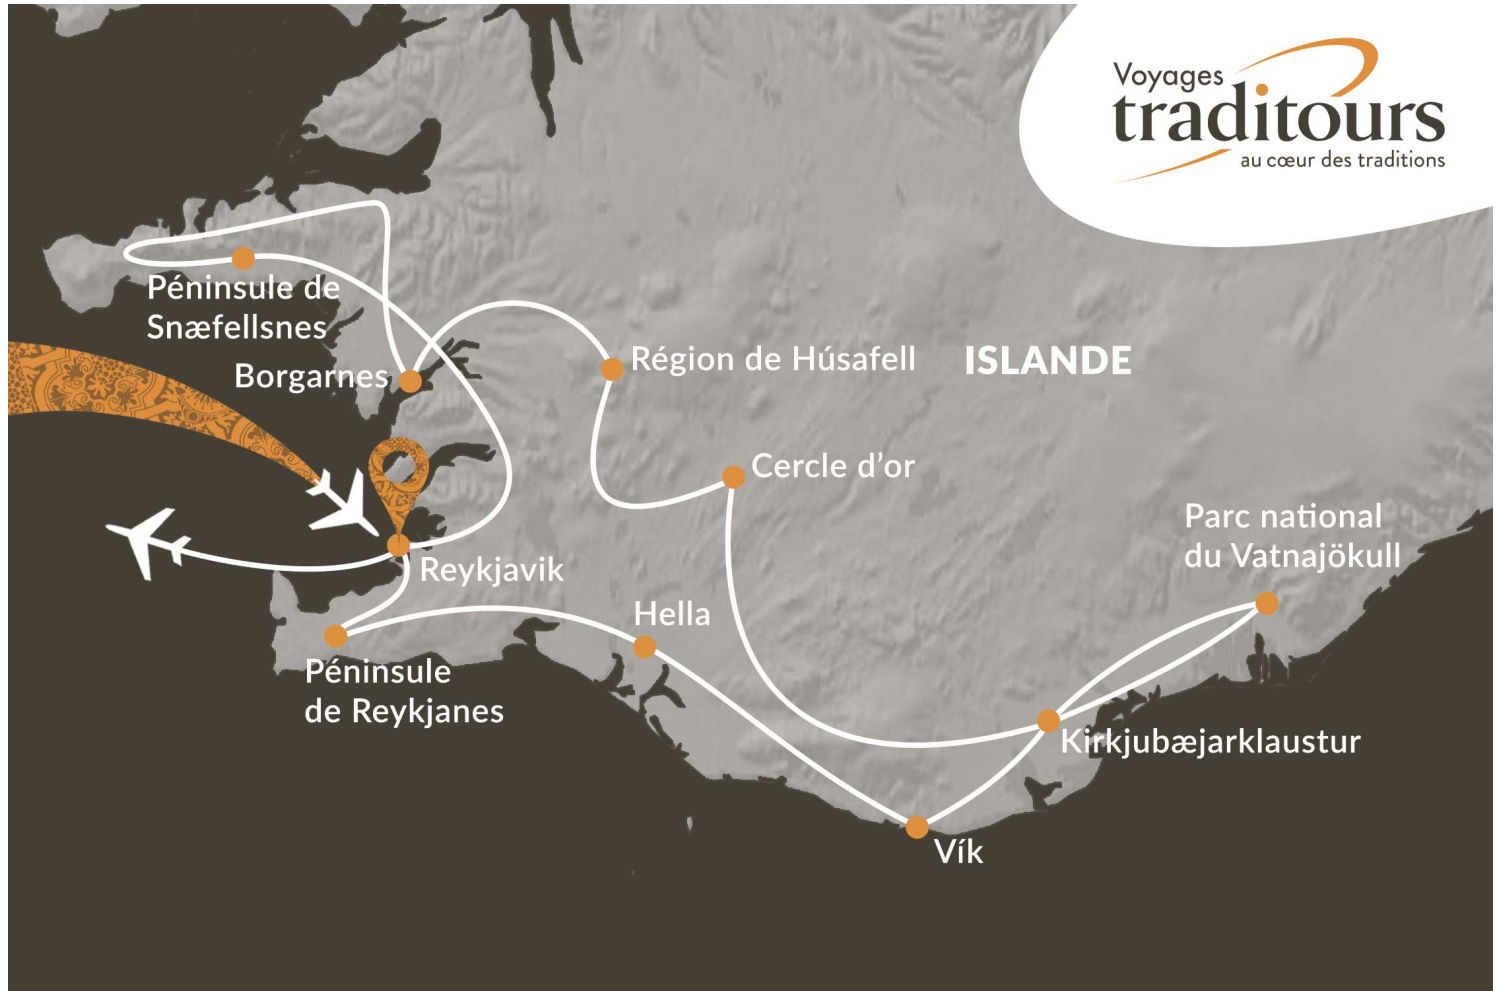 Voyages
traditours
au cœur des traditions
Péninsule de
Snæfellsnes
Borgarnes
Région de Húsafell
ISLANDE
Cercle d'or
Parc national
du Vatnajökull
Reykjavik
Hella
Péninsule
de Reykjanes
Kirkjubæjarklaustur
Vík